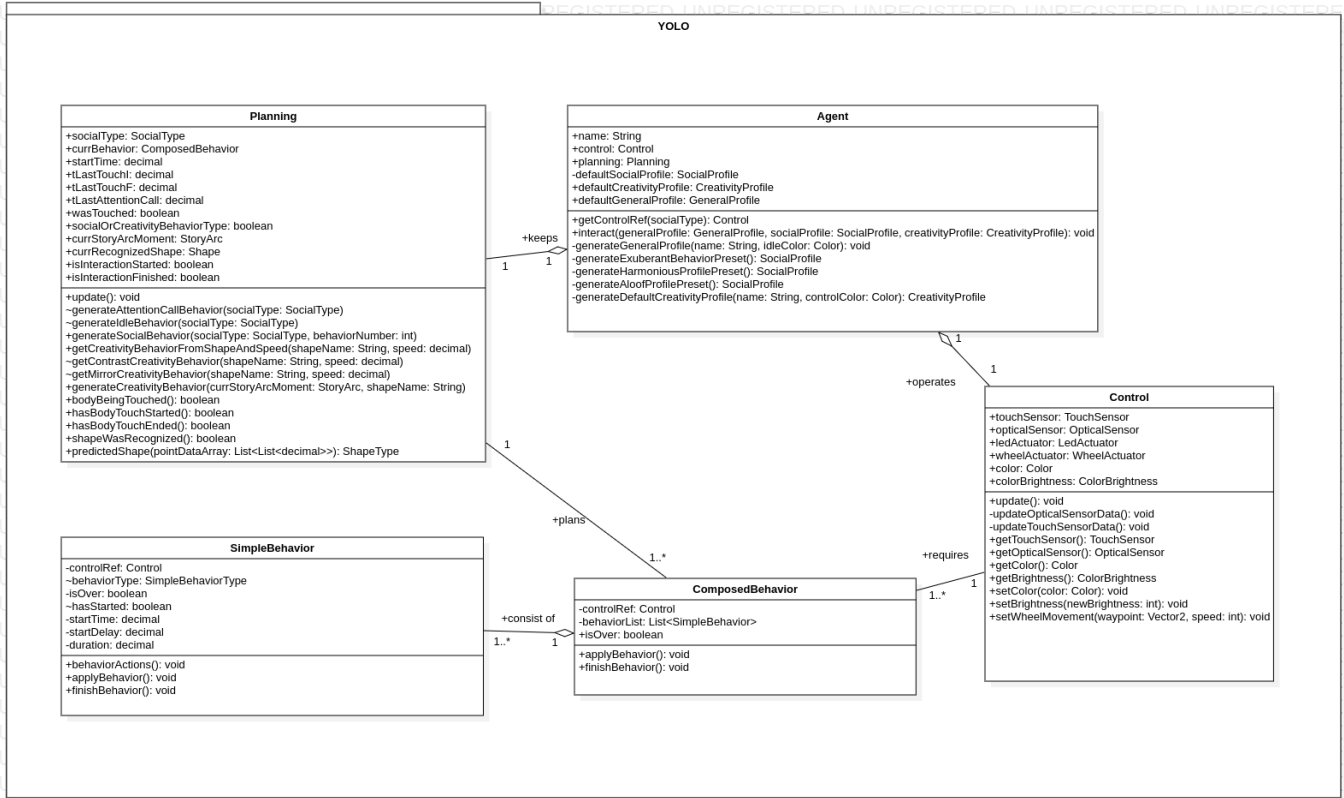 UNREGISTERED UNREGISTERED UNREGISTERED UNREGISTERED
YOLO
Planning
+socialType: SocialType
+currBehavior: ComposedBehavior
+startTime: decimal
+tLastTouchI: decimal
+tLastTouchF: decimal
+tLastAttentionCall: decimal
+wasTouched: boolean
+socialOrCreativityBehaviorType: boolean
+currStoryArcMoment: StoryArc
+currRecognizedShape: Shape
+isInteractionStarted: boolean
+isInteractionFinished: boolean
+update(): void
~generateAttentionCallBehavior(socialType: SocialType)
~generateIdleBehavior(socialType: SocialType)
+generateSocialBehavior(socialType: SocialType, behaviorNumber: int)
+getCreativityBehaviorFromShapeAndSpeed(shapeName: String, speed: decimal)
~getContrastCreativityBehavior(shapeName: String, speed: decimal)
~getMirrorCreativityBehavior(shapeName: String, speed: decimal)
+generateCreativityBehavior(currStoryArcMoment: StoryArc, shapeName: String)
+bodyBeingTouched(): boolean
+hasBodyTouchStarted(): boolean
+hasBodyTouchEnded(): boolean
+shapeWasRecognized(): boolean
+predictedShape(pointDataArray: List<List<decimal>>): ShapeType
+keeps
1
1
Agent
+name: String
+control: Control
+planning: Planning
-defaultSocialProfile: SocialProfile
+defaultCreativityProfile: CreativityProfile
+defaultGeneralProfile: GeneralProfile
+getControlRef(socialType): Control
+interact(generalProfile: GeneralProfile, socialProfile: SocialProfile, creativityProfile: CreativityProfile): void
-generateGeneralProfile(name: String, idleColor: Color): void
-generateExuberantBehaviorPreset(): SocialProfile
-generateHarmoniousProfilePreset(): SocialProfile
-generateAloofProfilePreset(): SocialProfile
-generateDefaultCreativityProfile(name: String, controlColor: Color): CreativityProfile
1
1
+operates
Control
+touchSensor: TouchSensor
+opticalSensor: OpticalSensor
+ledActuator: LedActuator
+wheelActuator: WheelActuator
+color: Color
+colorBrightness: ColorBrightness
+update(): void
-updateOpticalSensorData(): void
-updateTouchSensorData(): void
+getTouchSensor(): TouchSensor
+getOpticalSensor(): OpticalSensor
+getColor(): Color
+getBrightness(): ColorBrightness
+setColor(color: Color): void
+setBrightness(newBrightness: int): void
+setWheelMovement(waypoint: Vector2, speed: int): void
1
+plans
1..*
SimpleBehavior
-controlRef: Control
~behaviorType: SimpleBehaviorType
-isOver: boolean
~hasStarted: boolean
-startTime: decimal
-startDelay: decimal
-duration: decimal
+behaviorActions(): void
+applyBehavior(): void
+finishBehavior(): void
+consist of
1..*
1
ComposedBehavior
-controlRef: Control
-behaviorList: List<SimpleBehavior>
+isOver: boolean
+applyBehavior(): void
+finishBehavior(): void
+requires
1
1..*